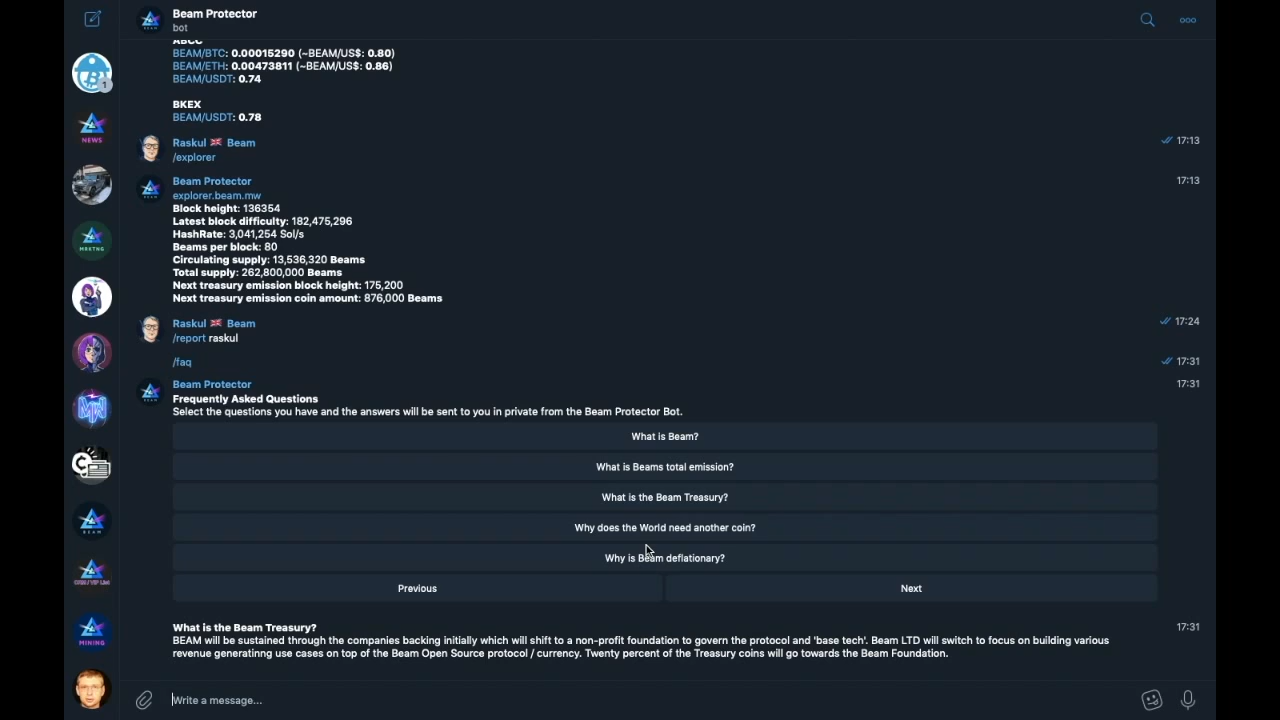 Beam Protector
bot
ABCC
BEAM/BTC: 0.00015290 (~BEAM/US$: 0.80)
BEAM/ETH: 0.00473811 (~BEAM/US$: 0.86)
BEAM/USDT: 0.74
BKEX
BEAM/USDT: 0.78
Raskul 🇬🇧 Beam
17:13
/explorer
Beam Protector
17:13
explorer.beam.mw
Block height: 136354
Latest block difficulty: 182,475,296
HashRate: 3,041,254 Sol/s
Beams per block: 80
Circulating supply: 13,536,320 Beams
Total supply: 262,800,000 Beams
Next treasury emission block height: 175,200
Next treasury emission coin amount: 876,000 Beams
Raskul 🇬🇧 Beam
17:24
/report raskul
/faq
17:31
Beam Protector
17:31
Frequently Asked Questions
Select the questions you have and the answers will be sent to you in private from the Beam Protector Bot.
What is Beam?
What is Beams total emission?
What is the Beam Treasury?
Why does the World need another coin?
Why is Beam deflationary?
Previous
Next
What is the Beam Treasury?
17:31
BEAM will be sustained through the companies backing initially which will shift to a non-profit foundation to govern the protocol and 'base tech'. Beam LTD will switch to focus on building various
revenue generatinng use cases on top of the Beam Open Source protocol / currency. Twenty percent of the Treasury coins will go towards the Beam Foundation.
Write a message...
1
NEWS
MRKTNG
MW
BEAM
MINING
BEAM